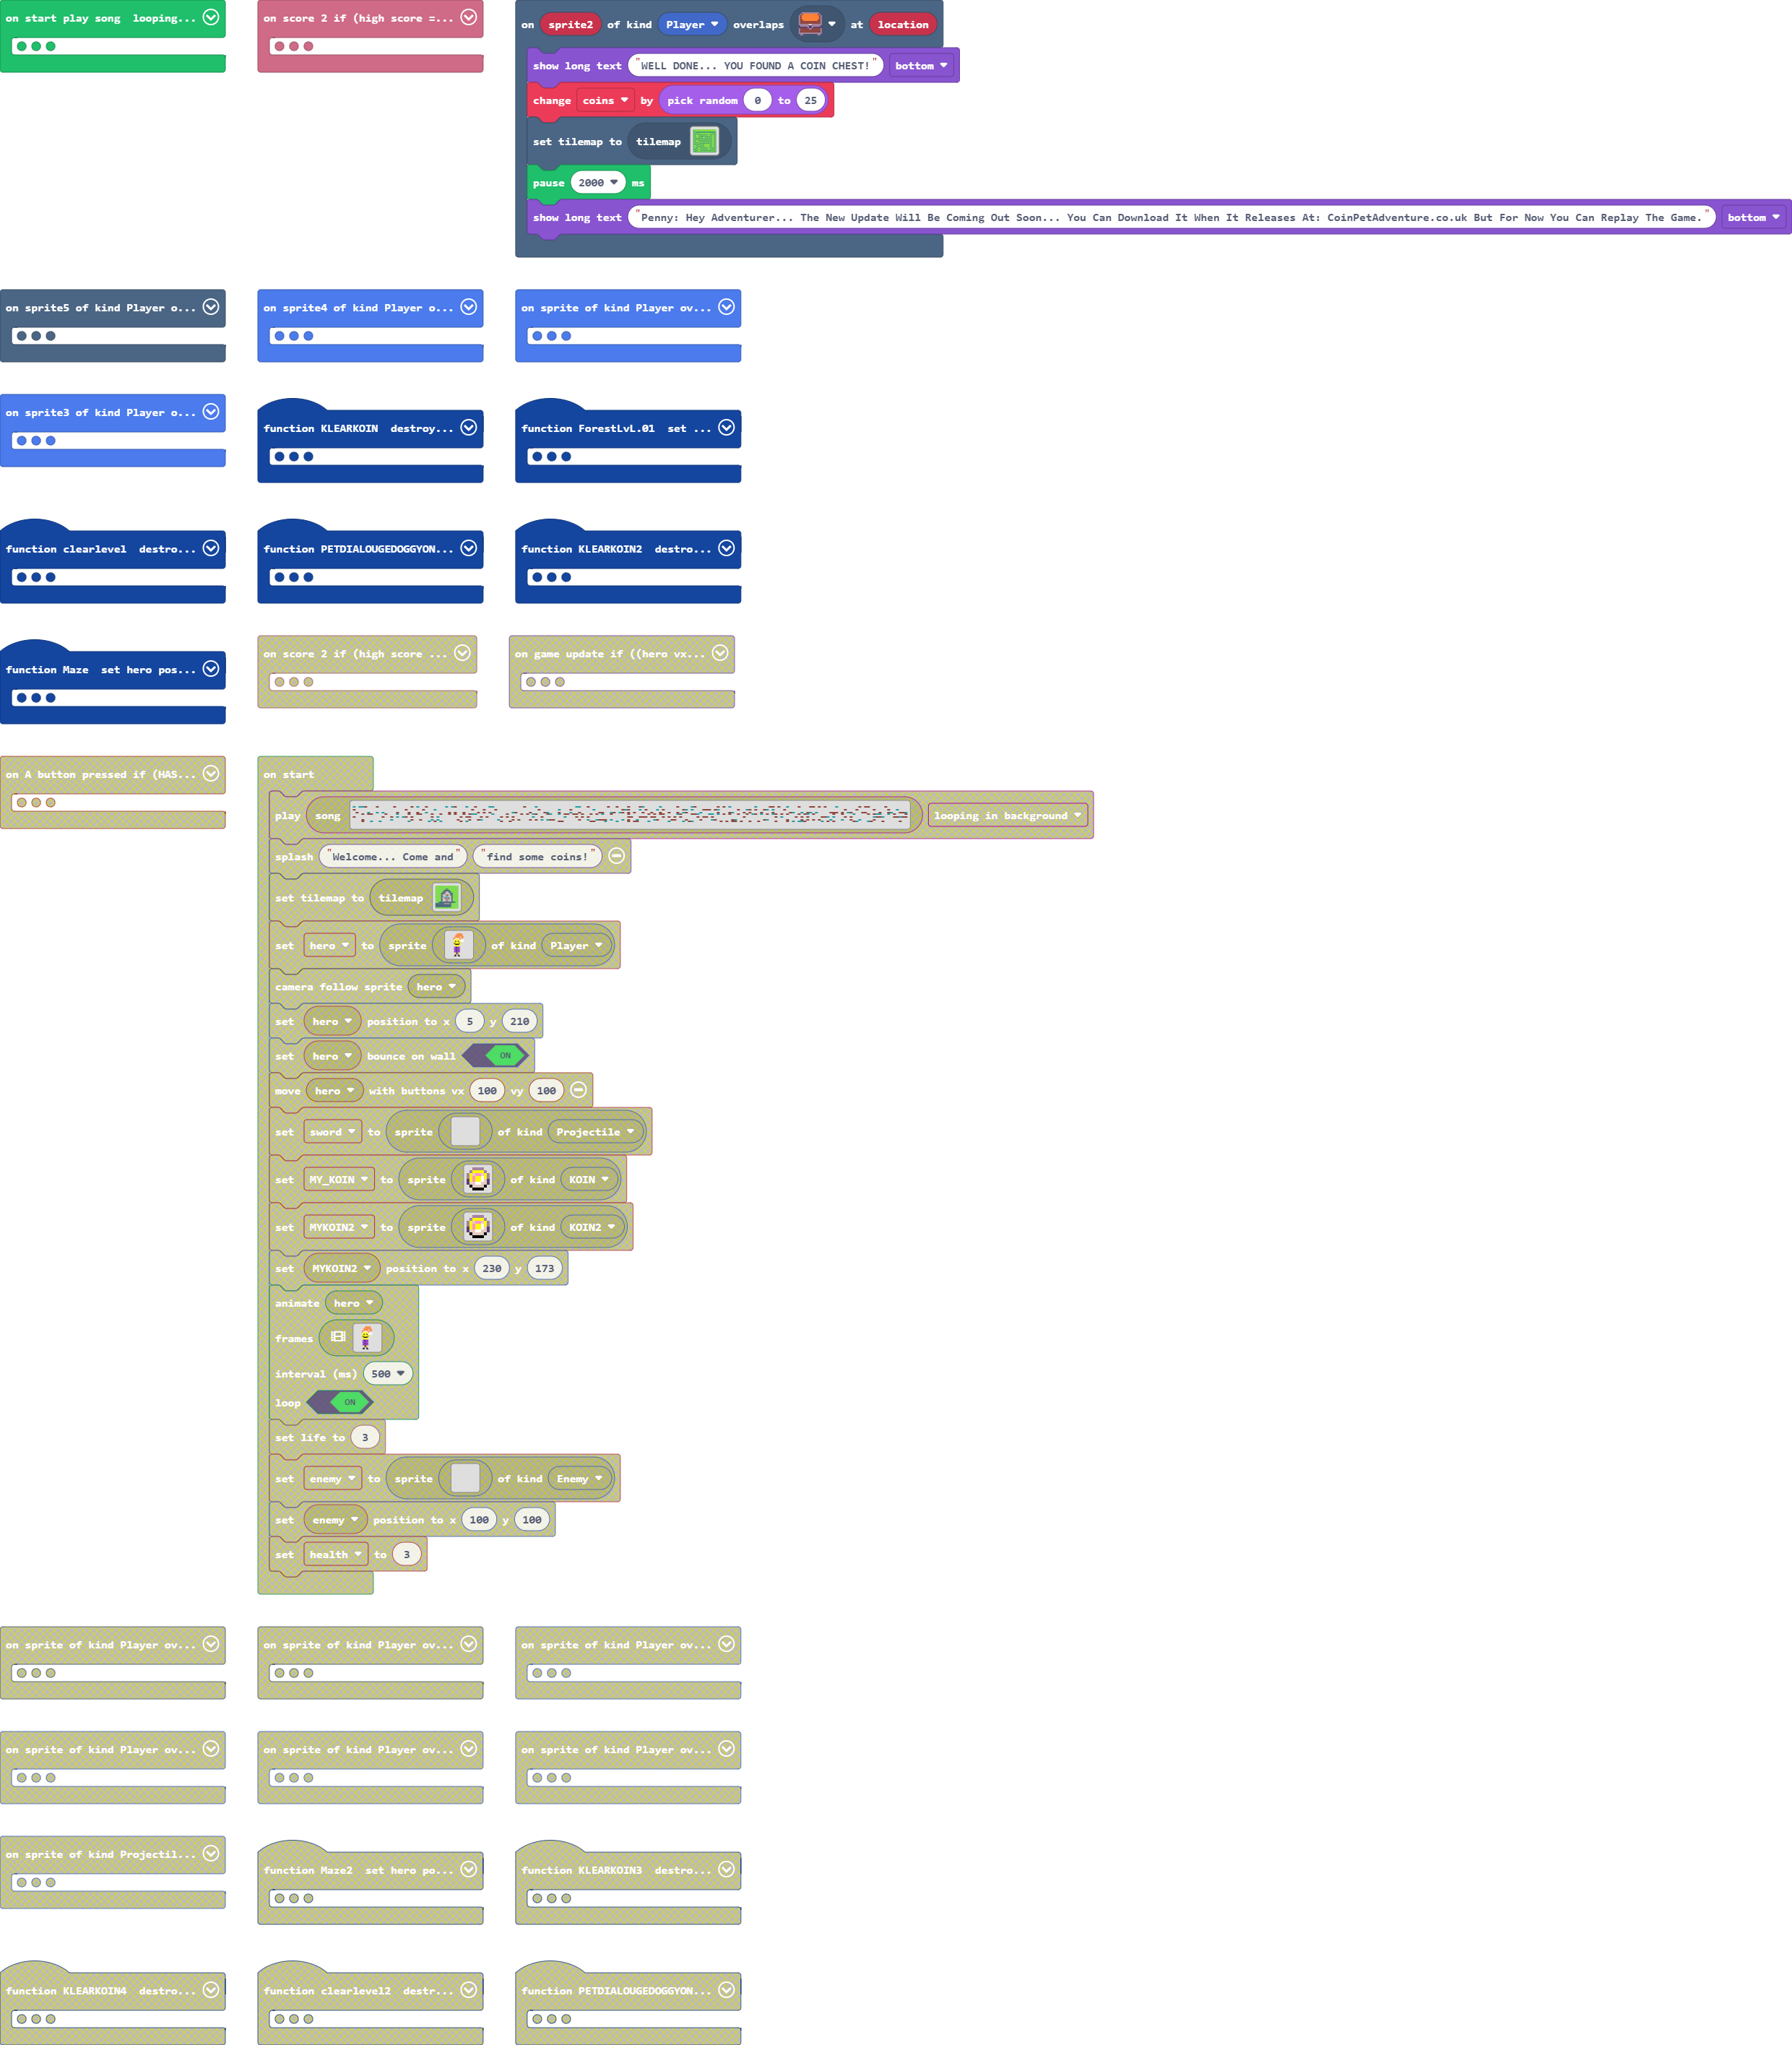 on start play song looping...
on score 2 if (high score =...
on sprite2 of kind Player overlaps at location
show long text "WELL DONE... YOU FOUND A COIN CHEST!" bottom
change coins by pick random 0 to 25
set tilemap to tilemap
pause 2000 ms
show long text "Penny: Hey Adventurer... The New Update Will Be Coming Out Soon... You Can Download It When It Releases At: CoinPetAdventure.co.uk But For Now You Can Replay The Game." bottom
on sprite5 of kind Player o...
on sprite4 of kind Player o...
on sprite of kind Player ov...
on sprite3 of kind Player o...
function KLEARKOIN destroy...
function ForestLvL.01 set ...
function clearlevel destro...
function PETDIALOUGEDOGGYON...
function KLEARKOIN2 destro...
function Maze set hero pos...
on score 2 if (high score ...
on game update if ((hero vx...
on A button pressed if (HAS...
on start
play song looping in background
splash "Welcome... Come and" "find some coins!"
set tilemap to tilemap
set hero to sprite of kind Player
camera follow sprite hero
set hero position to x 5 y 210
set hero bounce on wall ON
move hero with buttons vx 100 vy 100
set sword to sprite of kind Projectile
set MY_KOIN to sprite of kind KOIN
set MYKOIN2 to sprite of kind KOIN2
set MYKOIN2 position to x 230 y 173
animate hero
frames
interval (ms) 500
loop ON
set life to 3
set enemy to sprite of kind Enemy
set enemy position to x 100 y 100
set health to 3
on sprite of kind Player ov...
on sprite of kind Player ov...
on sprite of kind Player ov...
on sprite of kind Player ov...
on sprite of kind Player ov...
on sprite of kind Player ov...
on sprite of kind Projectil...
function Maze2 set hero po...
function KLEARKOIN3 destro...
function KLEARKOIN4 destro...
function clearlevel2 destr...
function PETDIALOUGEDOGGYON...